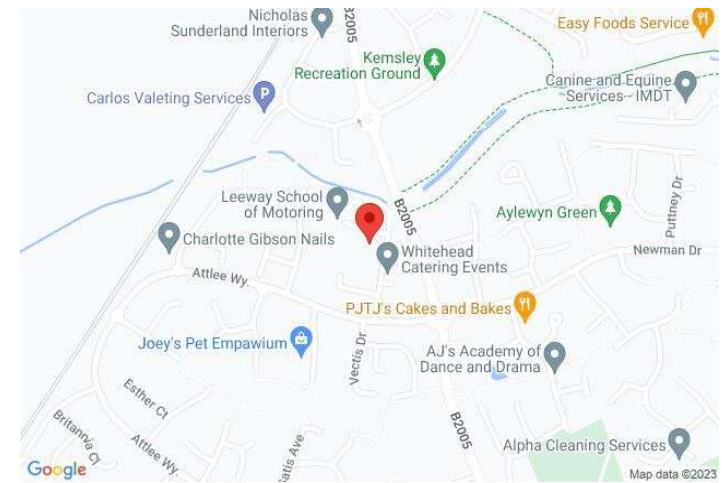 Nicholas
Sunderland Interiors
B2005
Easy Foods Service
Kemsley
Recreation Ground
Carlos Valeting Services
P
Canine and Equine
Services - IMDT
Leeway School
of Motoring
B2005
Aylewyn Green
Puttney Dr
Charlotte Gibson Nails
Whitehead
Catering Events
Newman Dr
Attlee Wy.
PJTJ's Cakes and Bakes
Joey's Pet Empawium
Vectis Dr
AJ's Academy of
Dance and Drama
Esther Ct
B2005
Britannia Ct
Attlee Wy.
Alpha Cleaning Services
Google
Map data ©2023